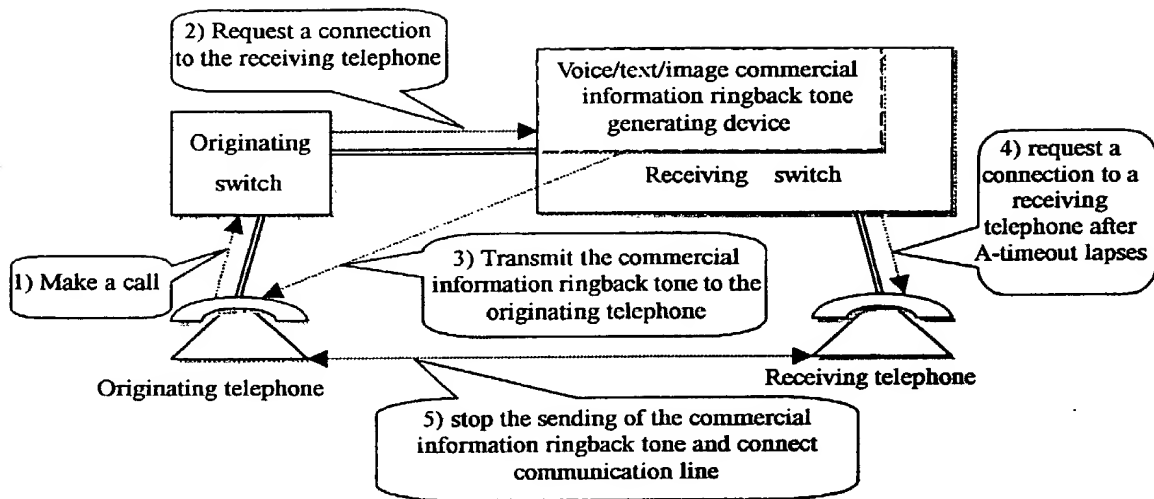 2) Request a connection
to the receiving telephone
Voice/text/image commercial
information ringback tone
generating device
Originating
switch
Receiving switch
4) request a
connection to a
receiving
telephone after
A-timeout lapses
1) Make a call
3) Transmit the commercial
information ringback tone to the
originating telephone
Originating telephone
Receiving telephone
5) stop the sending of the commercial
information ringback tone and connect
communication line